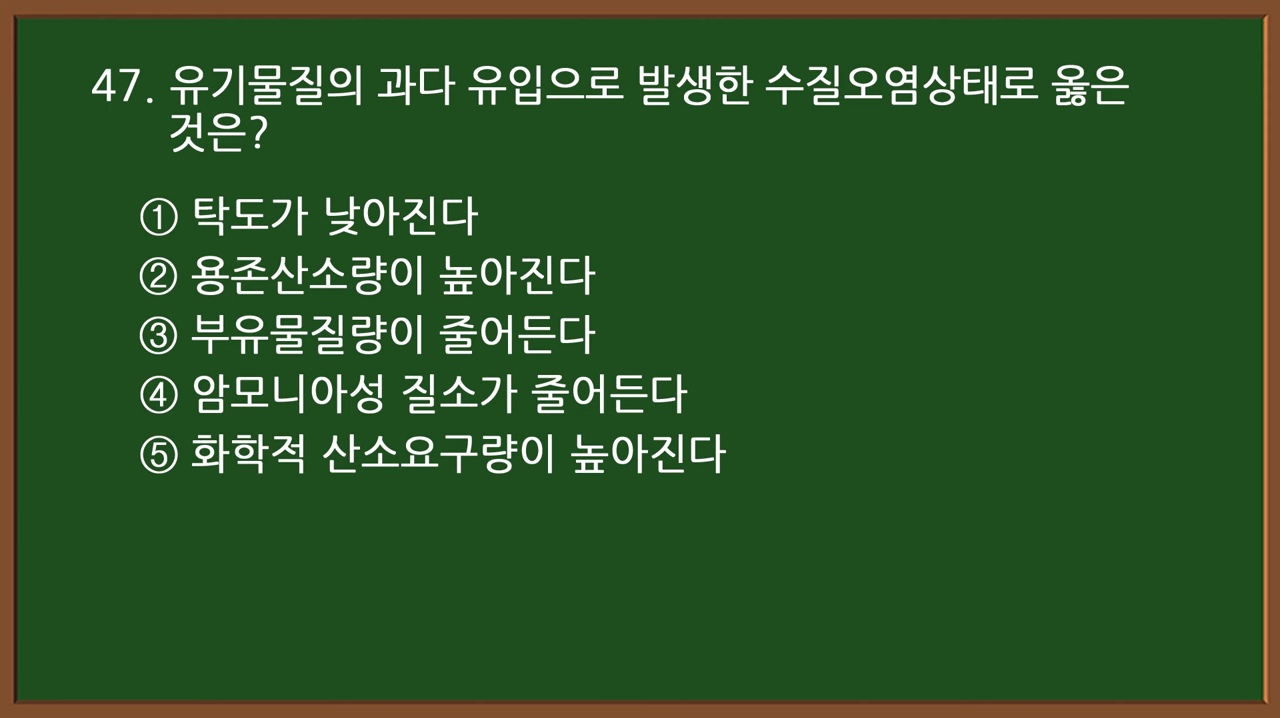 47. 유기물질의 과다 유입으로 발생한 수질오염상태로 옳은
것은?
① 탁도가 낮아진다
② 용존산소량이 높아진다
③ 부유물질량이 줄어든다
④ 암모니아성 질소가 줄어든다
⑤ 화학적 산소요구량이 높아진다